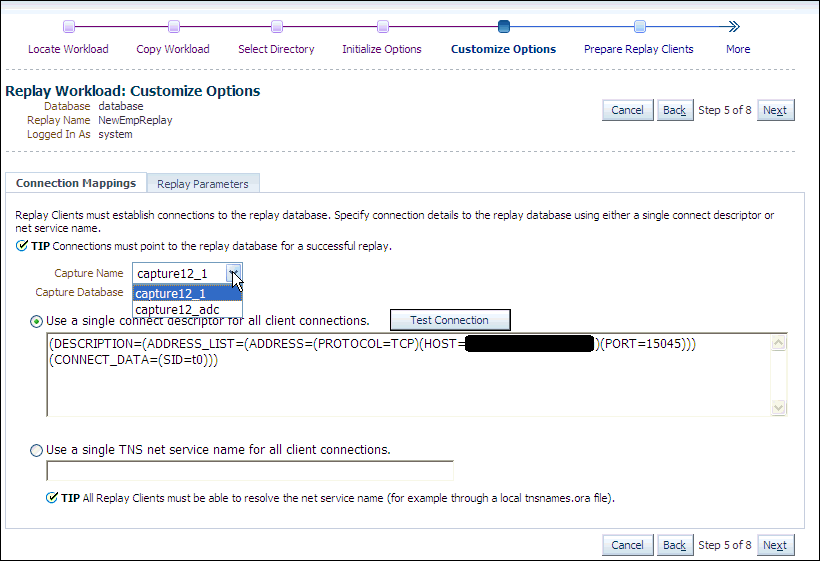 Locate Workload Copy Workload Select Directory Initialize Options Customize Options Prepare Replay Clients More
Replay Workload: Customize Options
Database database
Replay Name NewEmpReplay
Logged In As system
Cancel Back Step 5 of 8 Next
Connection Mappings Replay Parameters
Replay Clients must establish connections to the replay database. Specify connection details to the replay database using either a single connect descriptor or
net service name.
TIP Connections must point to the replay database for a successful replay.
Capture Name capture12_1
Capture Database capture12_1
capture12_adc
Use a single connect descriptor for all client connections. Test Connection
(DESCRIPTION=(ADDRESS_LIST=(ADDRESS=(PROTOCOL=TCP)(HOST= )(PORT=15045)))
(CONNECT_DATA=(SID=t0)))
Use a single TNS net service name for all client connections.
TIP All Replay Clients must be able to resolve the net service name (for example through a local tnsnames.ora file).
Cancel Back Step 5 of 8 Next